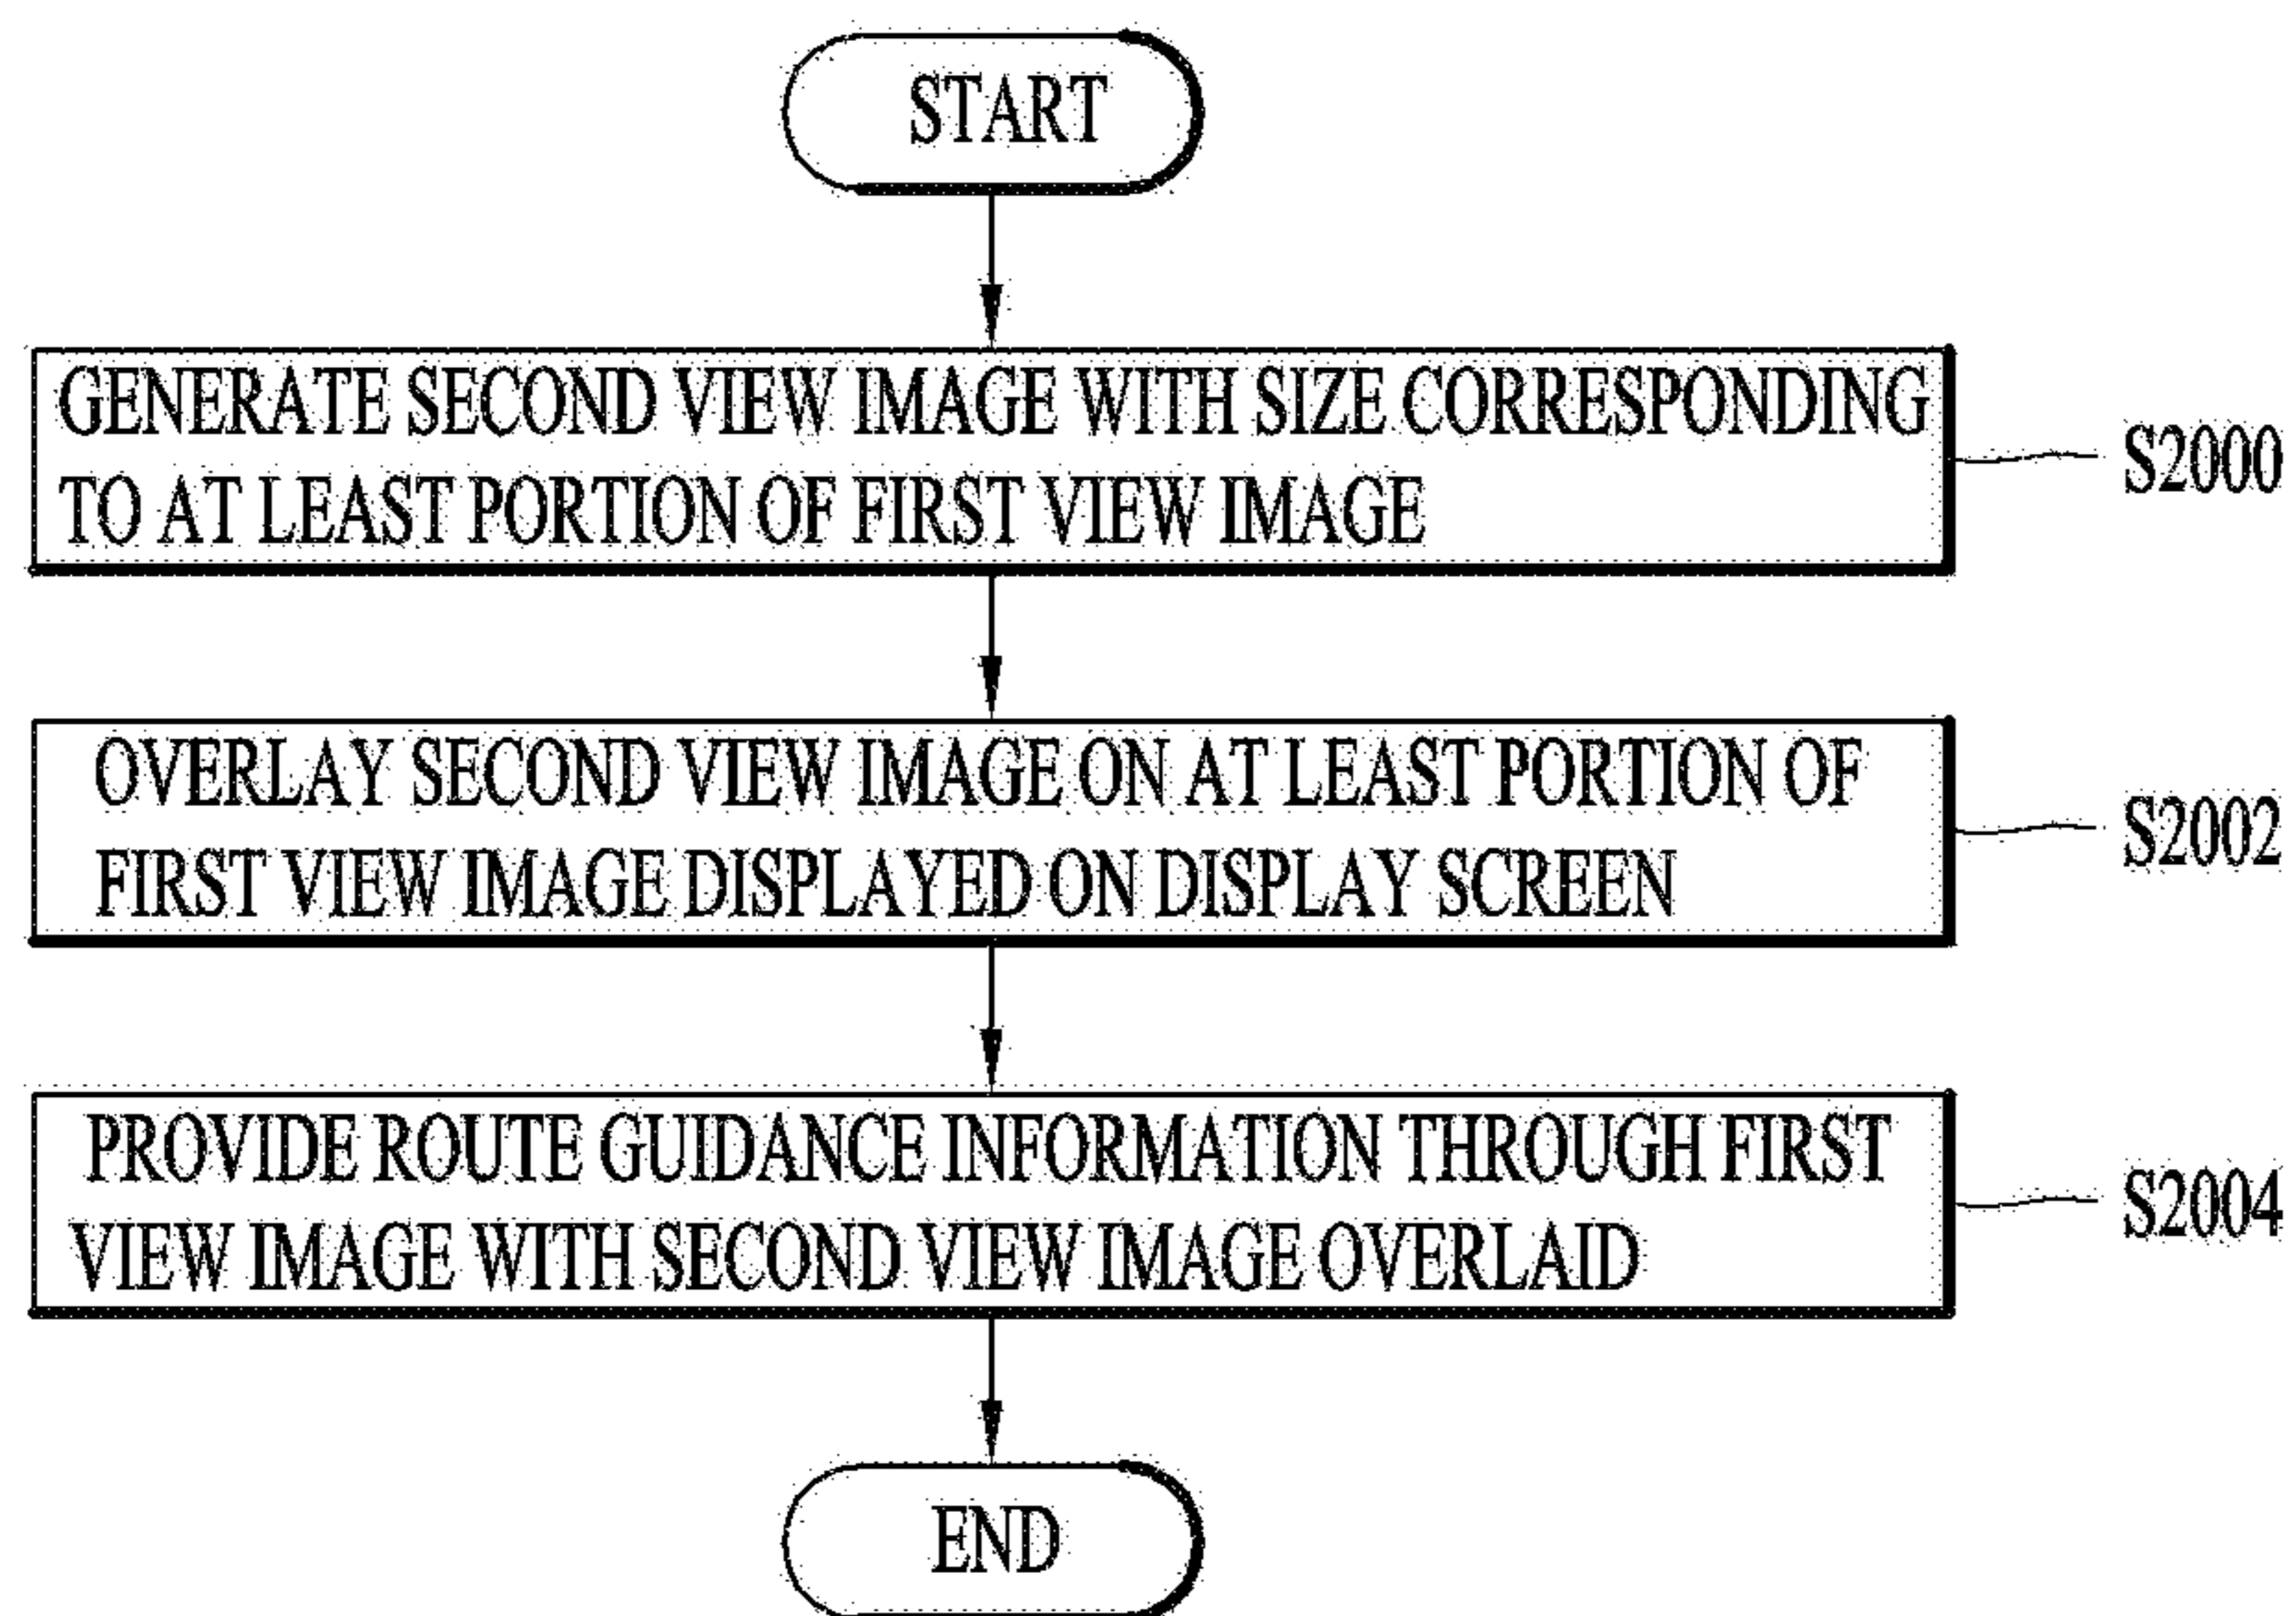 START
GENERATE SECOND VIEW IMAGE WITH SIZE CORRESPONDING
TO AT LEAST PORTION OF FIRST VIEW IMAGE
S2000
OVERLAY SECOND VIEW IMAGE ON AT LEAST PORTION OF
FIRST VIEW IMAGE DISPLAYED ON DISPLAY SCREEN
S2002
PROVIDE ROUTE GUIDANCE INFORMATION THROUGH FIRST
VIEW IMAGE WITH SECOND VIEW IMAGE OVERLAID
S2004
END